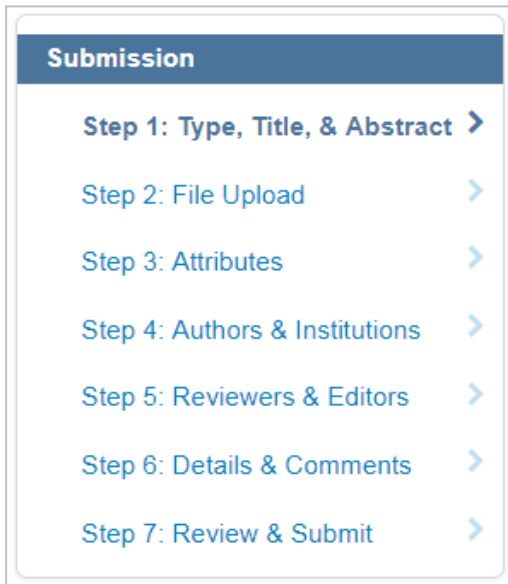 Submission
Step 1: Type, Title, & Abstract
Step 2: File Upload
Step 3: Attributes
Step 4: Authors & Institutions
Step 5: Reviewers & Editors
Step 6: Details & Comments
Step 7: Review & Submit